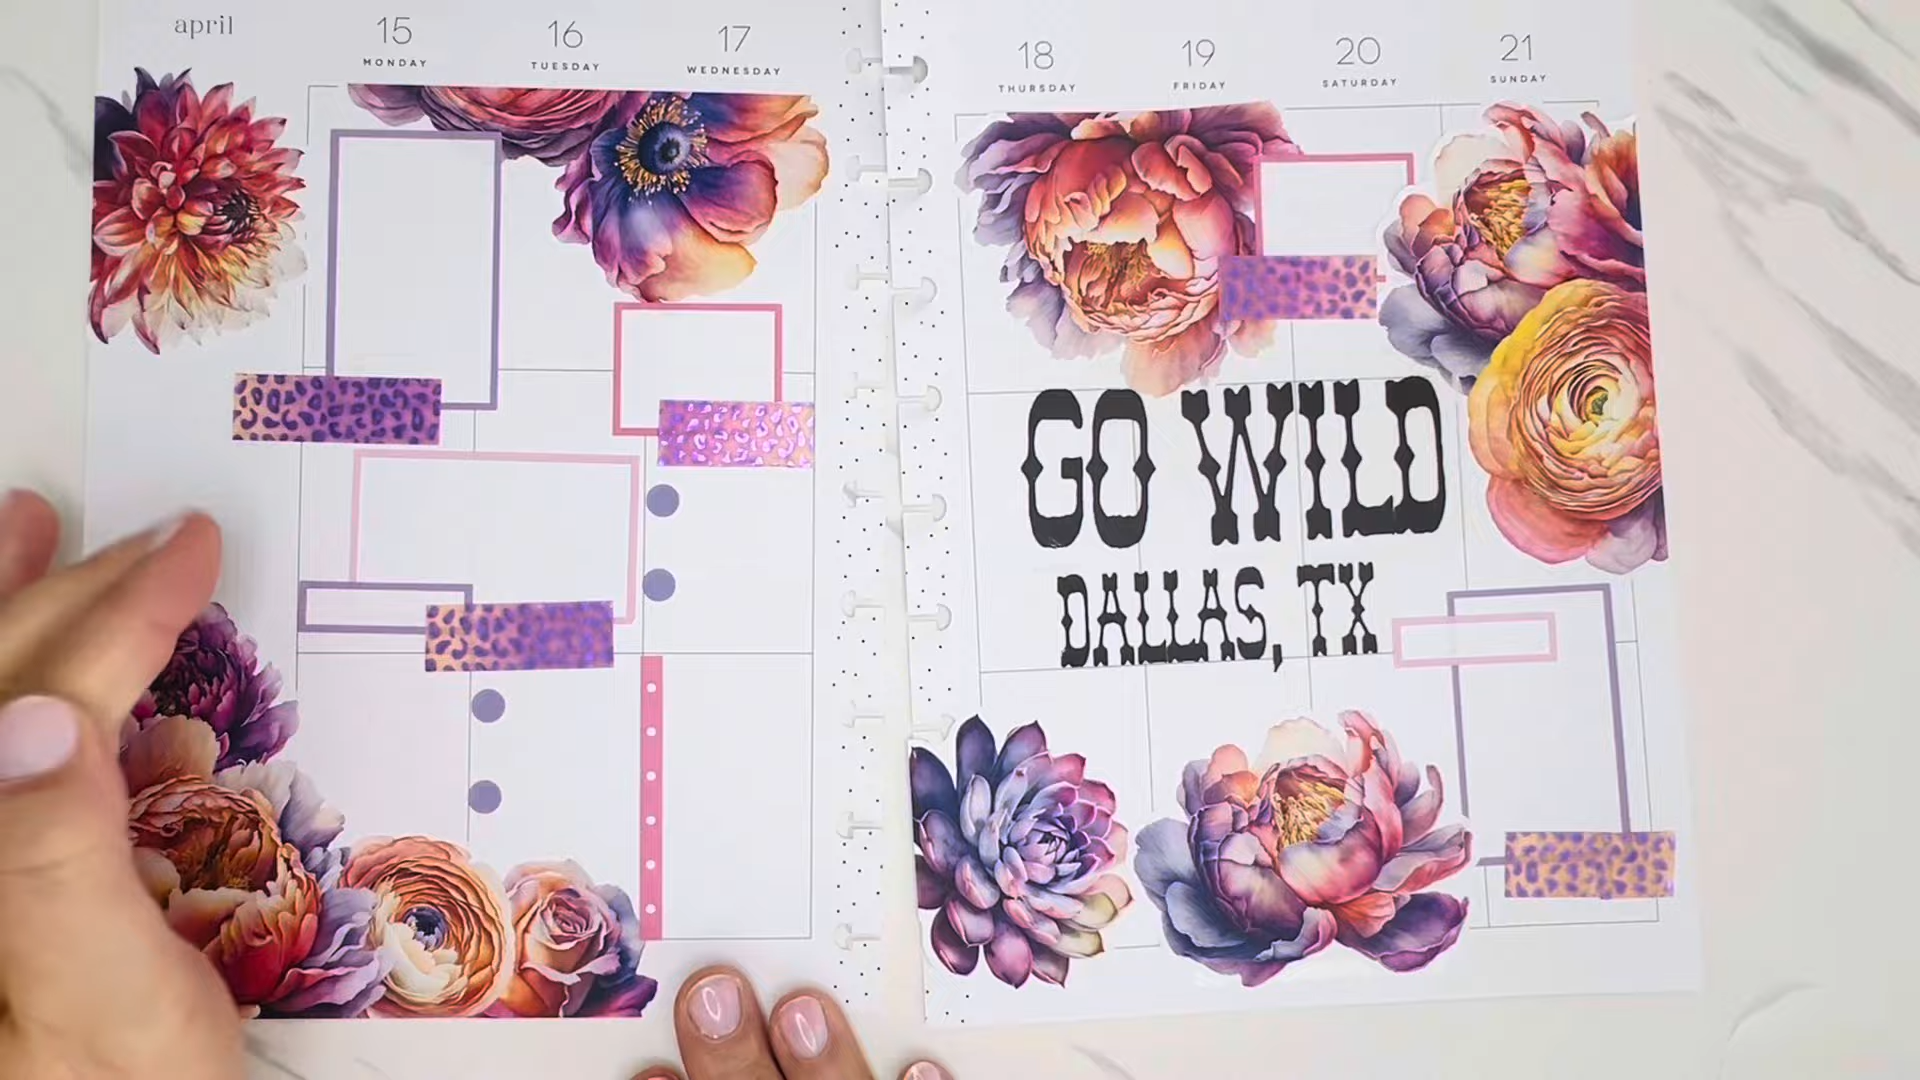 april
15
MONDAY
16
TUESDAY
17
WEDNESDAY
18
THURSDAY
19
FRIDAY
20
SATURDAY
21
SUNDAY
GO WILD
DALLAS, TX